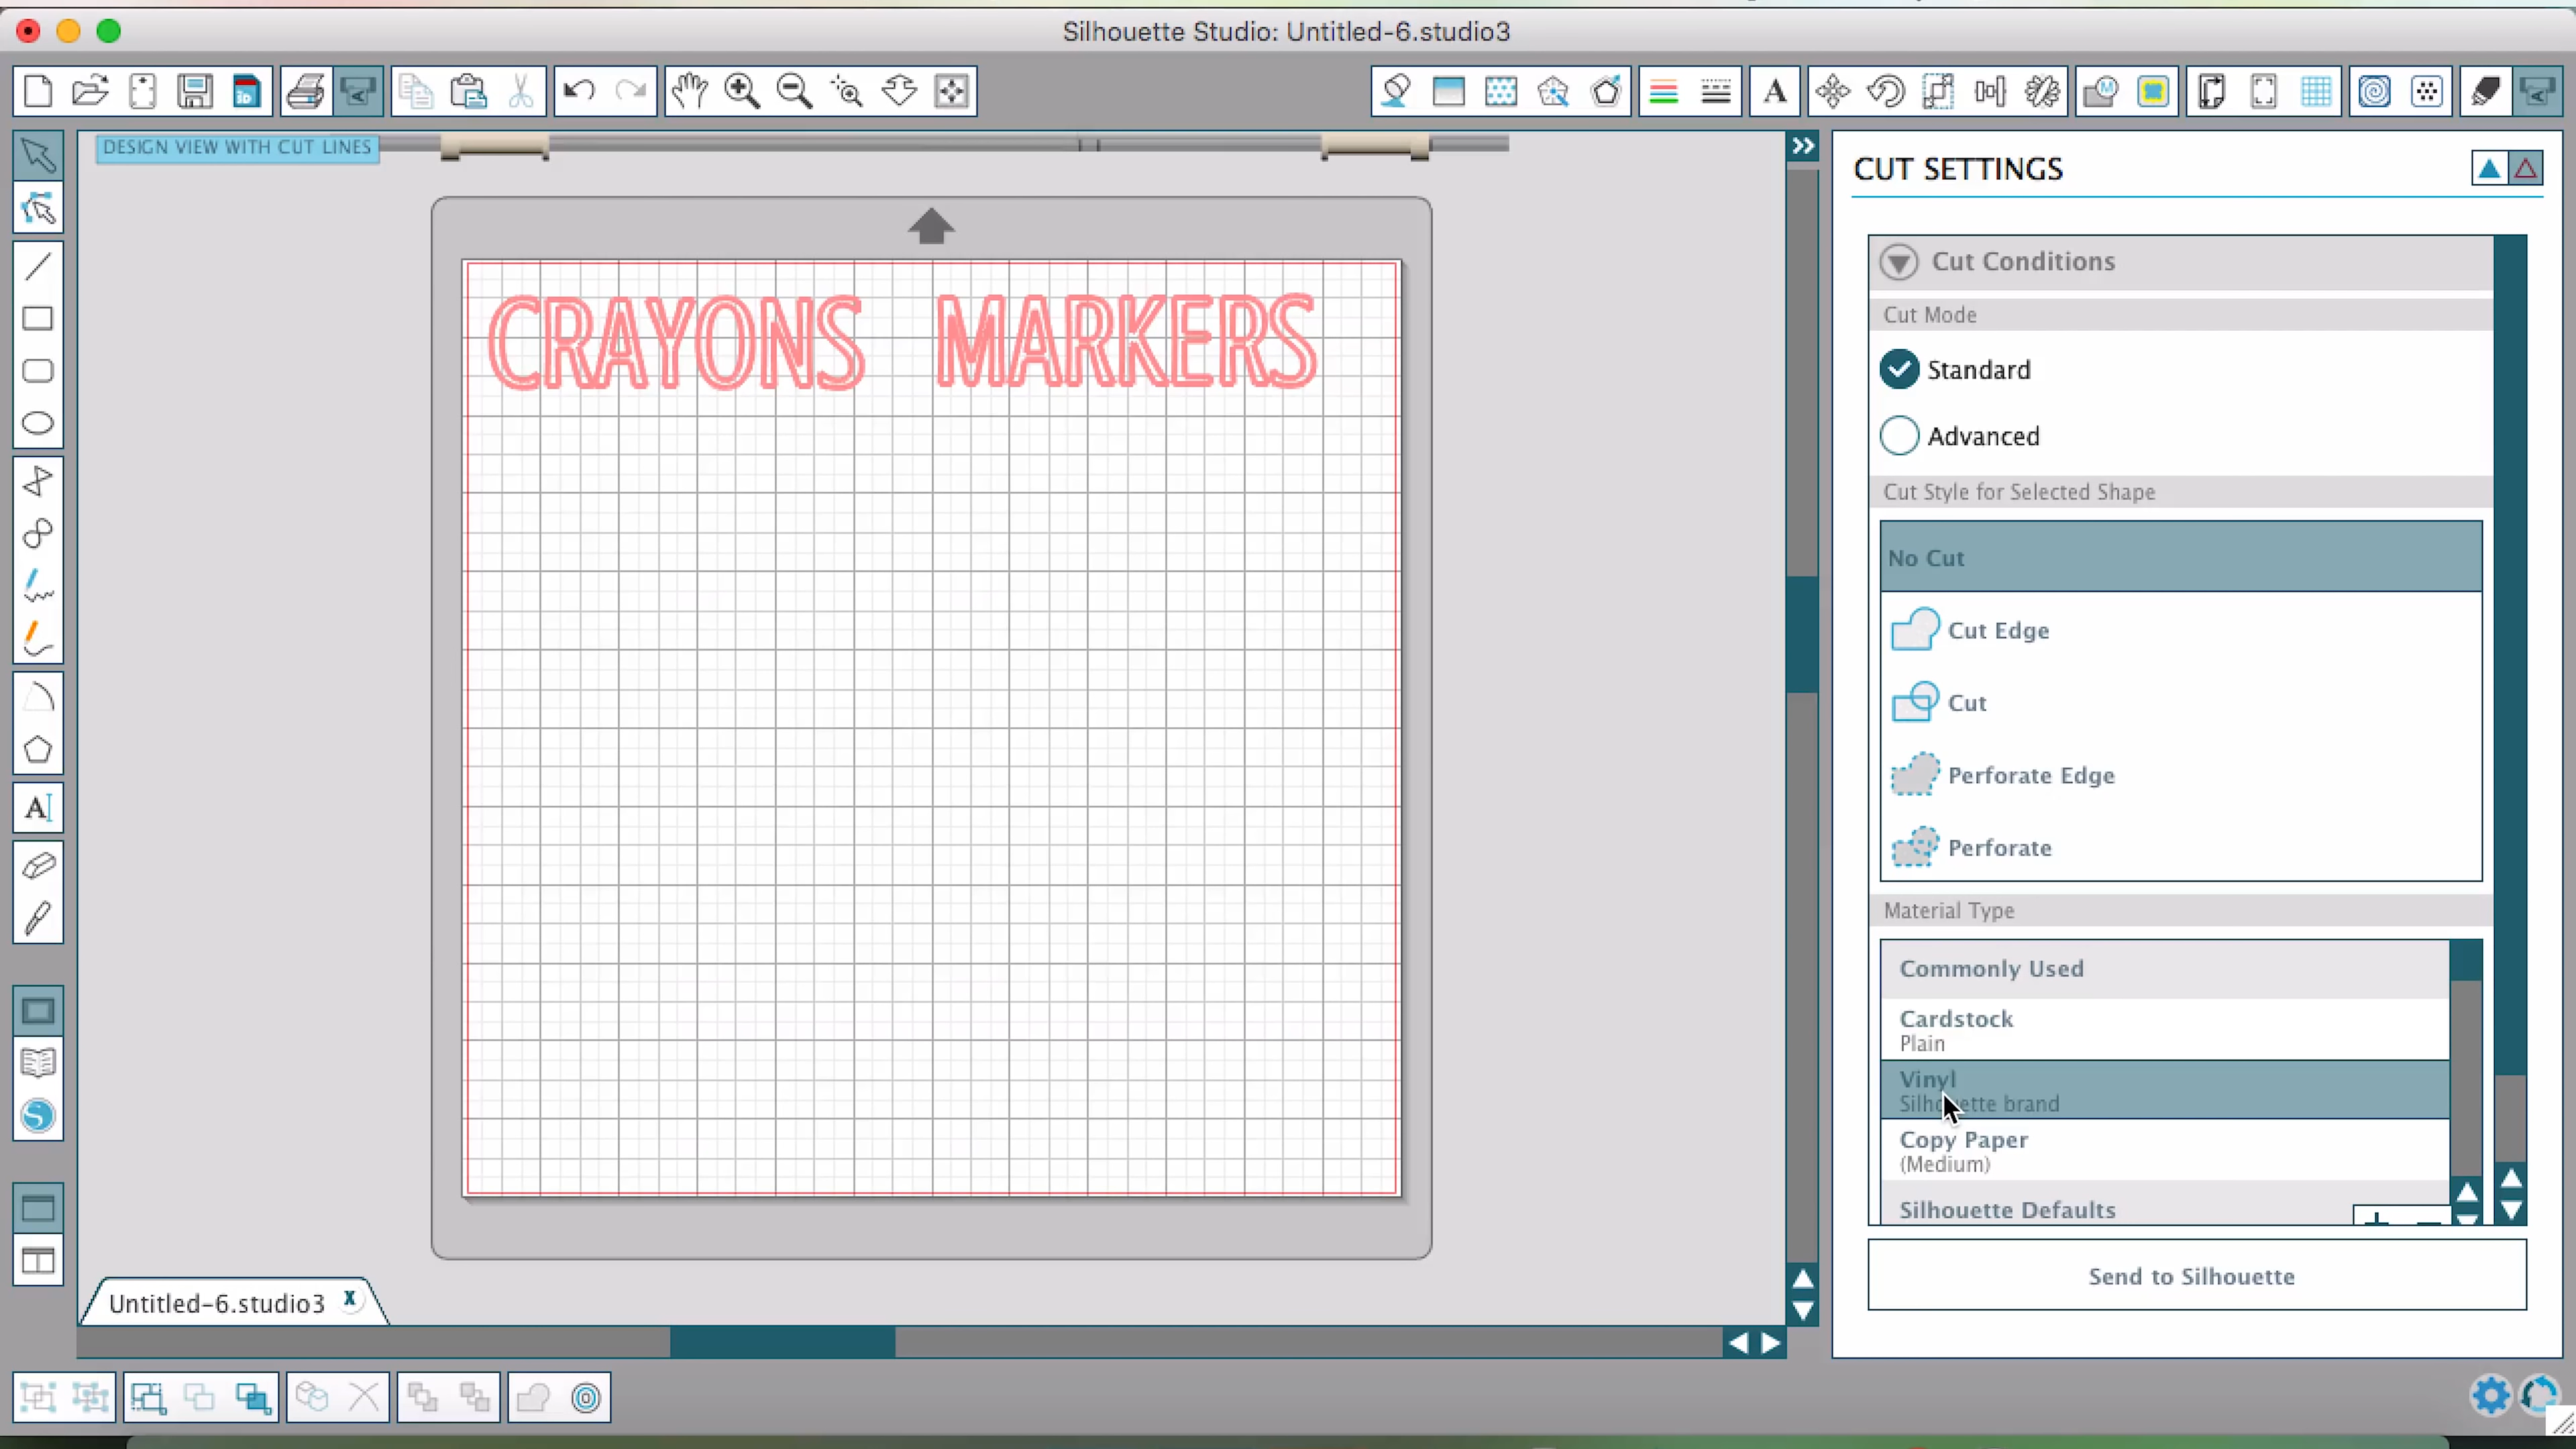 Silhouette Studio: Untitled-6.studio3
3D
A
M
DESIGN VIEW WITH CUT LINES
CRAYONS MARKERS
CUT SETTINGS
Cut Conditions
Cut Mode
Standard
Advanced
Cut Style for Selected Shape
No Cut
Cut Edge
Cut
Perforate Edge
Perforate
Material Type
Commonly Used
Cardstock
Plain
Vinyl
Silhouette brand
Copy Paper
(Medium)
Silhouette Defaults
Send to Silhouette
A
S
Untitled-6.studio3 X